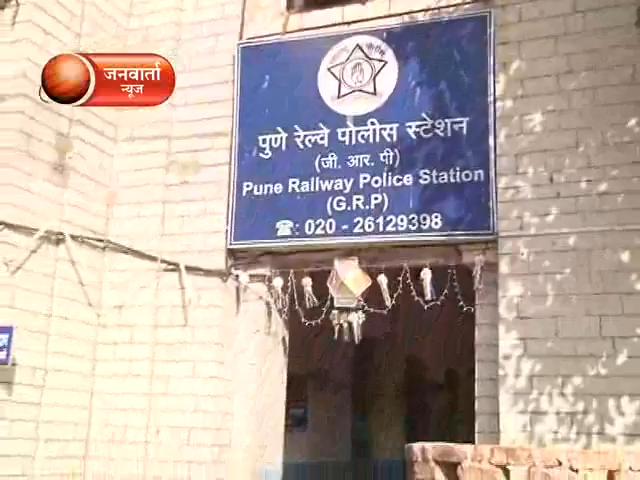 जनवार्ता
न्यूज
पुणे रेल्वे पोलीस स्टेशन
(जी. आर. पी)
Pune Railway Police Station
(G.R.P)
☎: 020 - 26129398